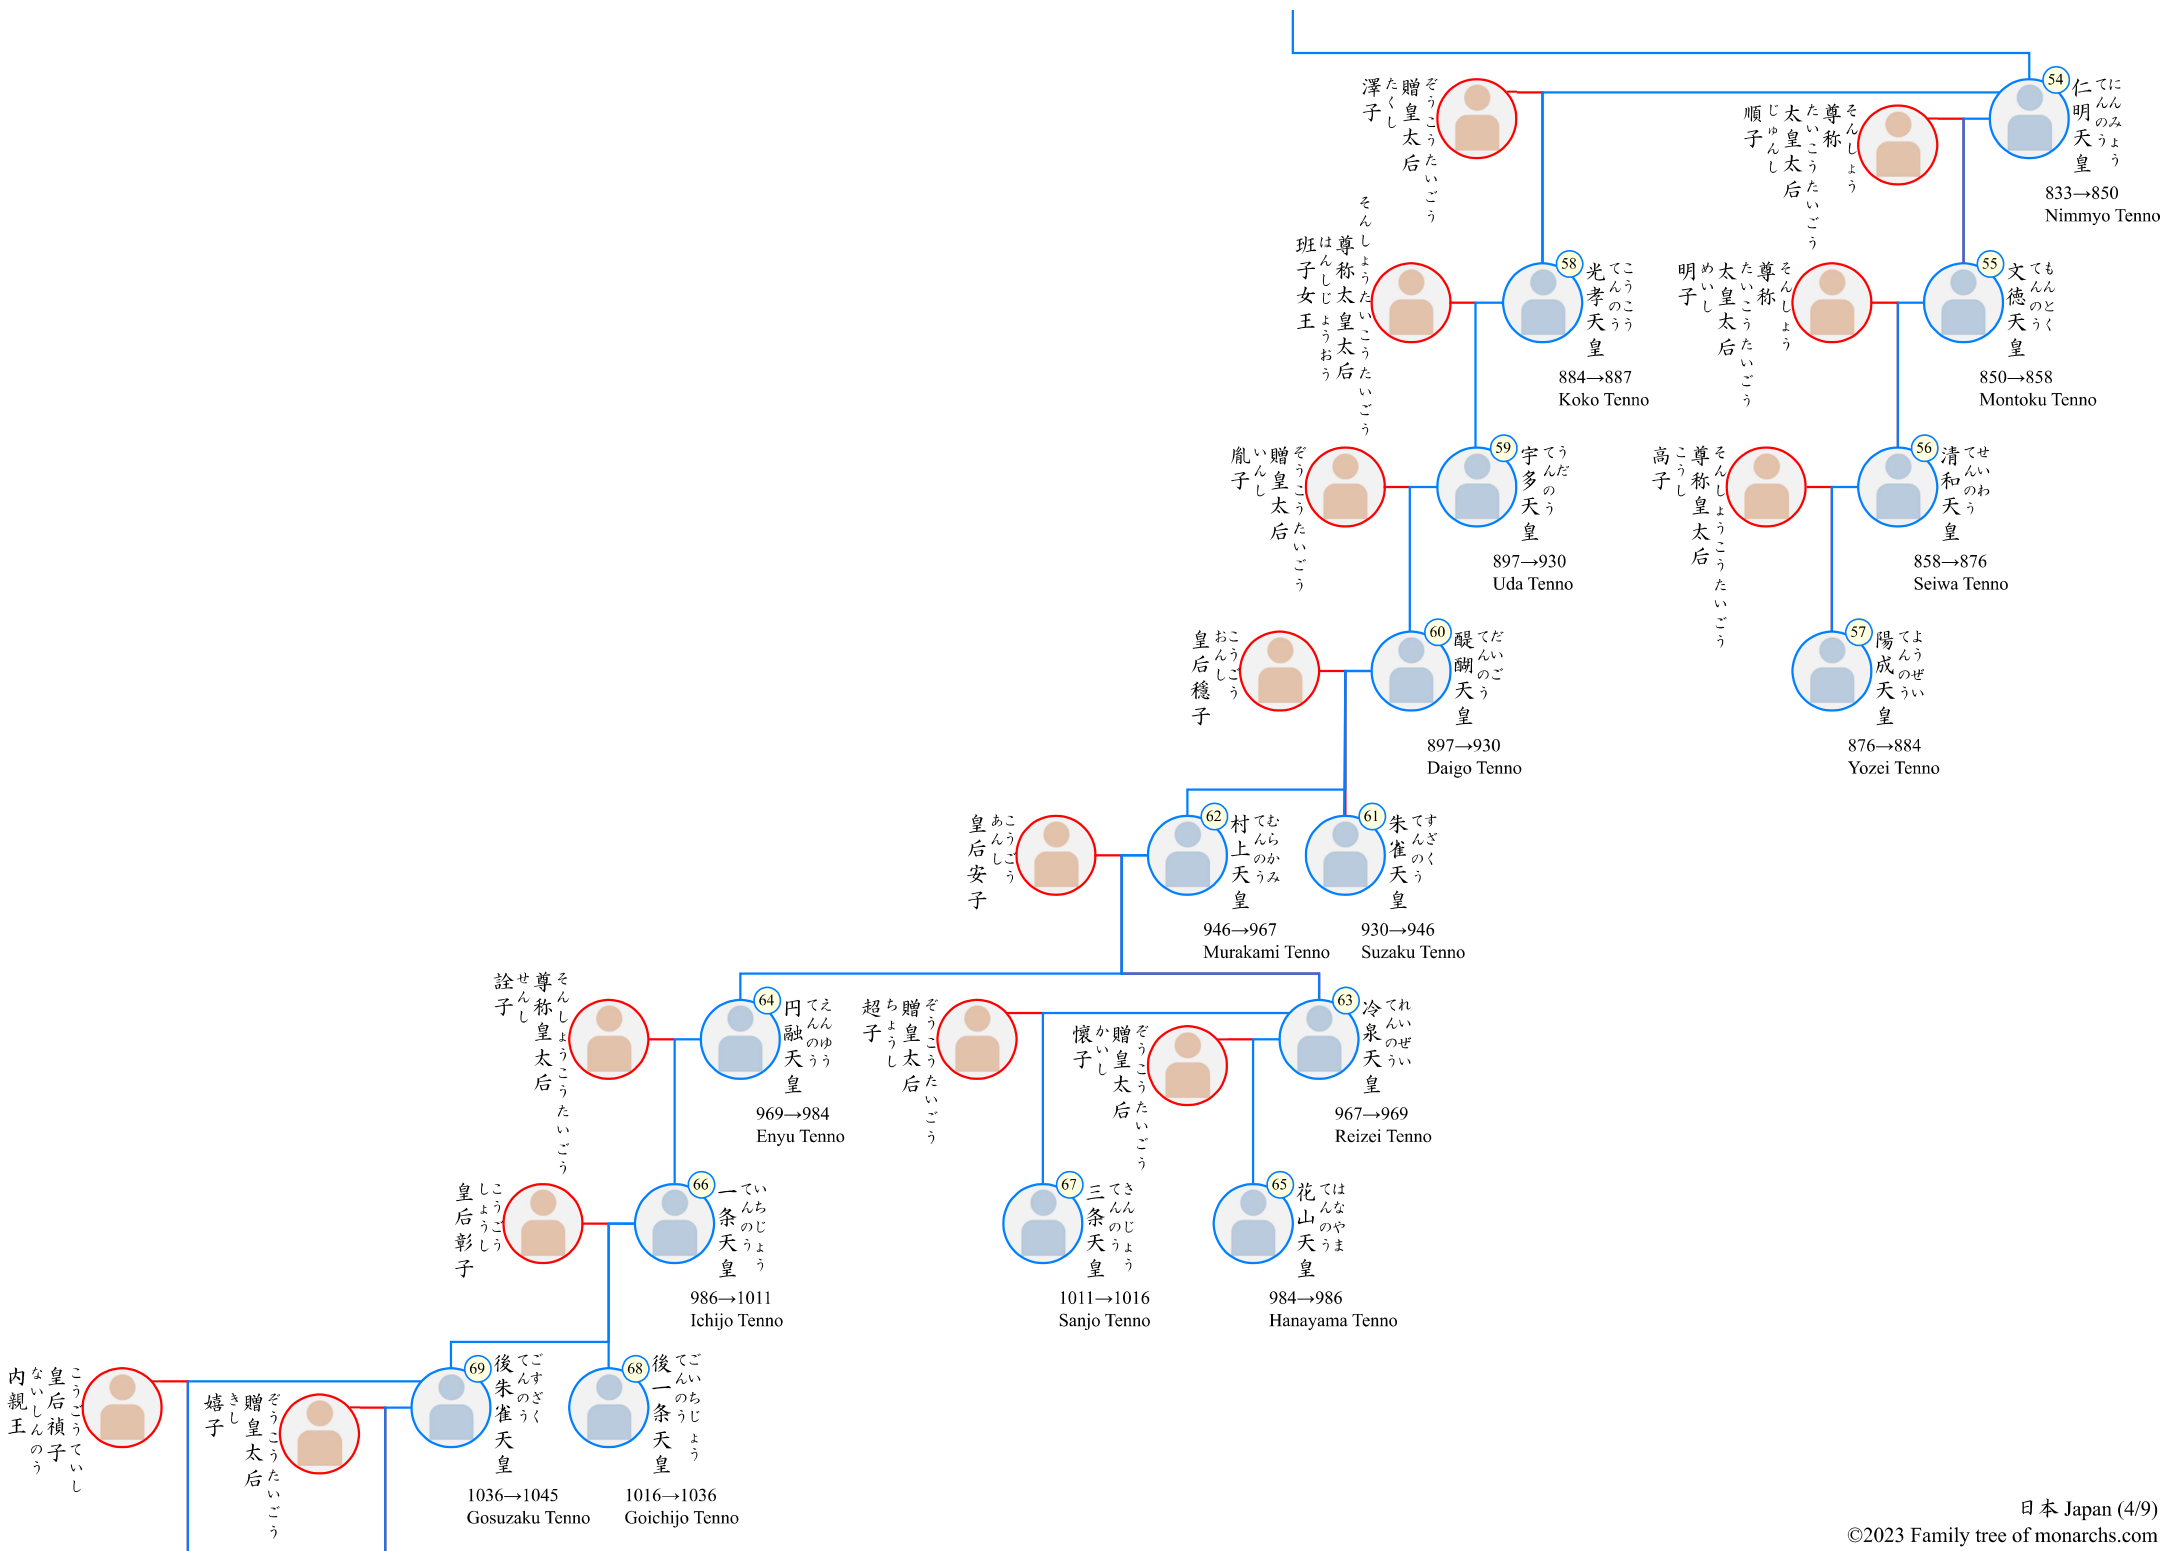 54
仁明天皇
にんみょう
てんのう
833→850
Nimmyo Tenno
尊称
太皇太后
順子
そんしょう
たいこうたいごう
じゅんし
贈皇太后
澤子
ぞうこうたいごう
たくし
55
文徳天皇
もんとく
てんのう
850→858
Montoku Tenno
尊称
太皇太后
明子
そんしょう
たいこうたいごう
めいし
58
光孝天皇
こうこう
てんのう
884→887
Koko Tenno
尊称太皇太后
班子女王
そんしょうたいこうたいごう
はんしじょうおう
56
清和天皇
せいわ
てんのう
858→876
Seiwa Tenno
尊称皇太后
高子
そんしょうこうたいごう
こうし
59
宇多天皇
うだ
てんのう
897→930
Uda Tenno
贈皇太后
胤子
ぞうこうたいごう
いんし
57
陽成天皇
ようぜい
てんのう
876→884
Yozei Tenno
60
醍醐天皇
だいご
てんのう
897→930
Daigo Tenno
皇后穏子
こうごう
おんし
61
朱雀天皇
すざく
てんのう
930→946
Suzaku Tenno
62
村上天皇
むらかみ
てんのう
946→967
Murakami Tenno
皇后安子
こうごう
あんし
63
冷泉天皇
れいぜい
てんのう
967→969
Reizei Tenno
贈皇太后
懐子
ぞうこうたいごう
かいし
贈皇太后
超子
ぞうこうたいごう
ちょうし
64
円融天皇
えんゆう
てんのう
969→984
Enyu Tenno
尊称皇太后
詮子
そんしょうこうたいごう
せんし
65
花山天皇
はなやま
てんのう
984→986
Hanayama Tenno
67
三条天皇
さんじょう
てんのう
1011→1016
Sanjo Tenno
66
一条天皇
いちじょう
てんのう
986→1011
Ichijo Tenno
皇后彰子
こうごう
しょうし
68
後一条天皇
ごいちじょう
てんのう
1016→1036
Goichijo Tenno
69
後朱雀天皇
ごすざく
てんのう
1036→1045
Gosuzaku Tenno
贈皇太后
嬉子
ぞうこうたいごう
きし
皇后禎子
内親王
こうごうていし
ないしんのう
日本 Japan (4/9)
©2023 Family tree of monarchs.com